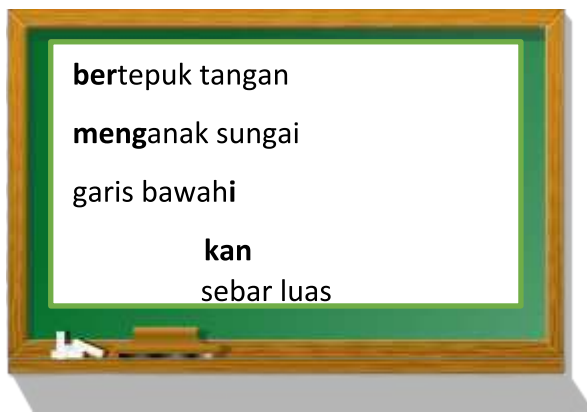 bertepuk tangan
menganak sungai
garis bawahi
kan
sebar luas